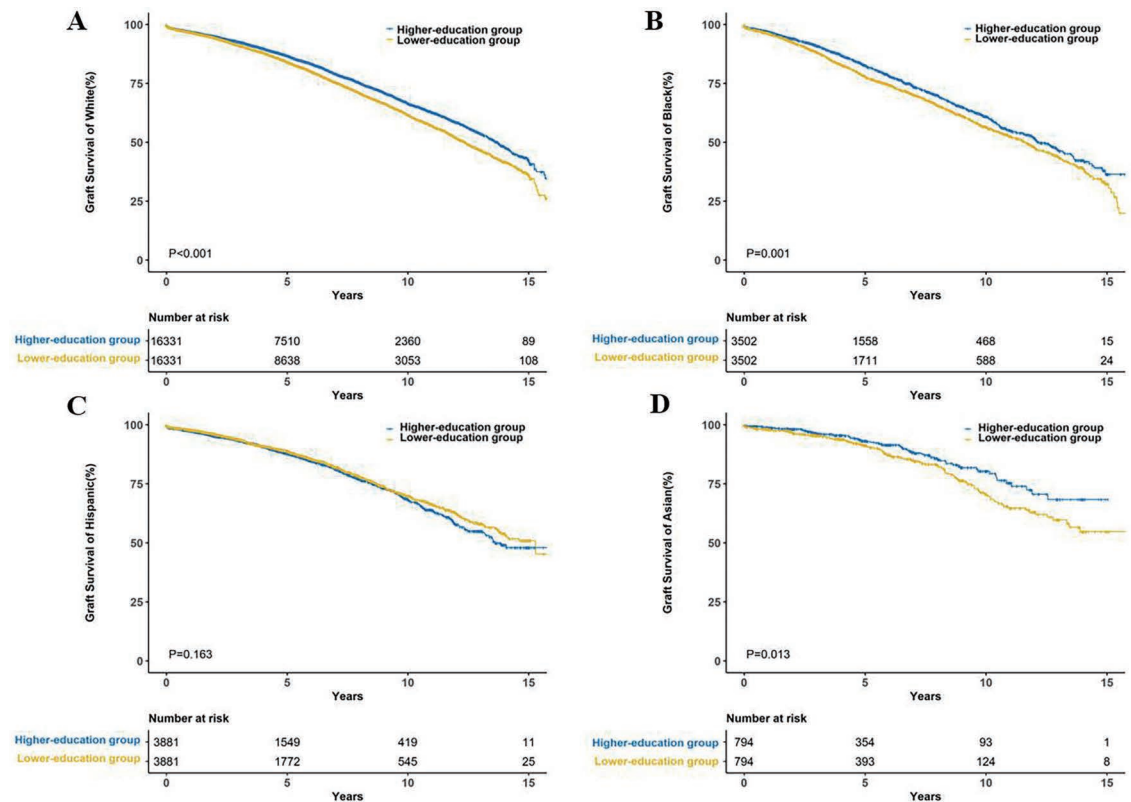 A
Graft Survival of White(%)
100
75
50
25
0
Higher-education group
Lower-education group
P<0.001
0 5 10 15
Years
Number at risk
Higher-education group 16331 7510 2360 89
Lower-education group 16331 8638 3053 108
0 5 10 15
Years
B
Graft Survival of Black(%)
100
75
50
25
0
Higher-education group
Lower-education group
P=0.001
0 5 10 15
Years
Number at risk
Higher-education group 3502 1558 468 15
Lower-education group 3502 1711 588 24
0 5 10 15
Years
C
Graft Survival of Hispanic(%)
100
75
50
25
0
Higher-education group
Lower-education group
P=0.163
0 5 10 15
Years
Number at risk
Higher-education group 3881 1549 419 11
Lower-education group 3881 1772 545 25
0 5 10 15
Years
D
Graft Survival of Asian(%)
100
75
50
25
0
Higher-education group
Lower-education group
P=0.013
0 5 10 15
Years
Number at risk
Higher-education group 794 354 93 1
Lower-education group 794 393 124 8
0 5 10 15
Years